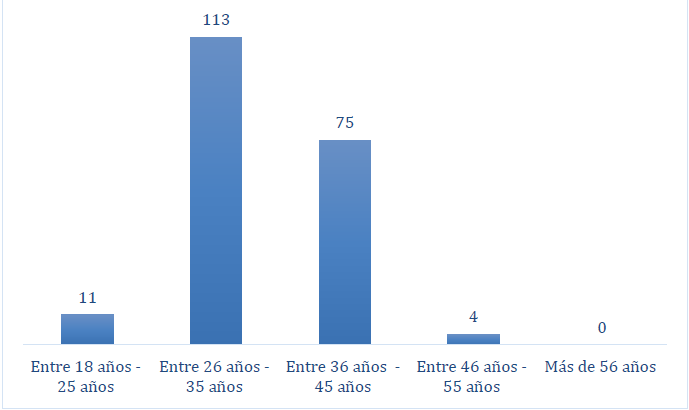 113
75
11
4
0
Entre 18 años -
25 años
Entre 26 años -
35 años
Entre 36 años  -
45 años
Entre 46 años -
55 años
Más de 56 años